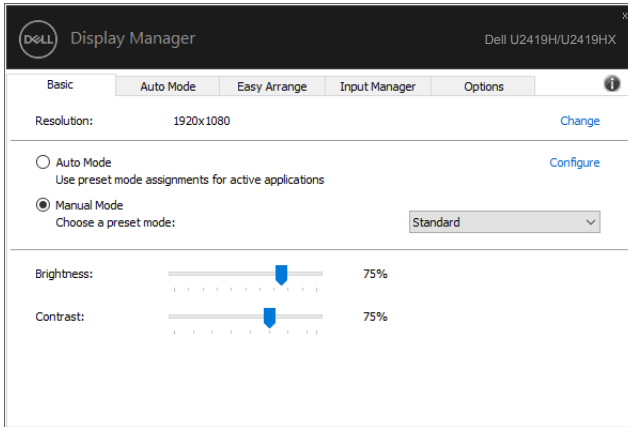 DELL
Display Manager
Dell U2419H/U2419HX
x
Basic Auto Mode Easy Arrange Input Manager Options
i
Resolution: 1920x1080 Change
Auto Mode Configure
Use preset mode assignments for active applications
Manual Mode
Choose a preset mode: Standard
Brightness: 75%
Contrast: 75%